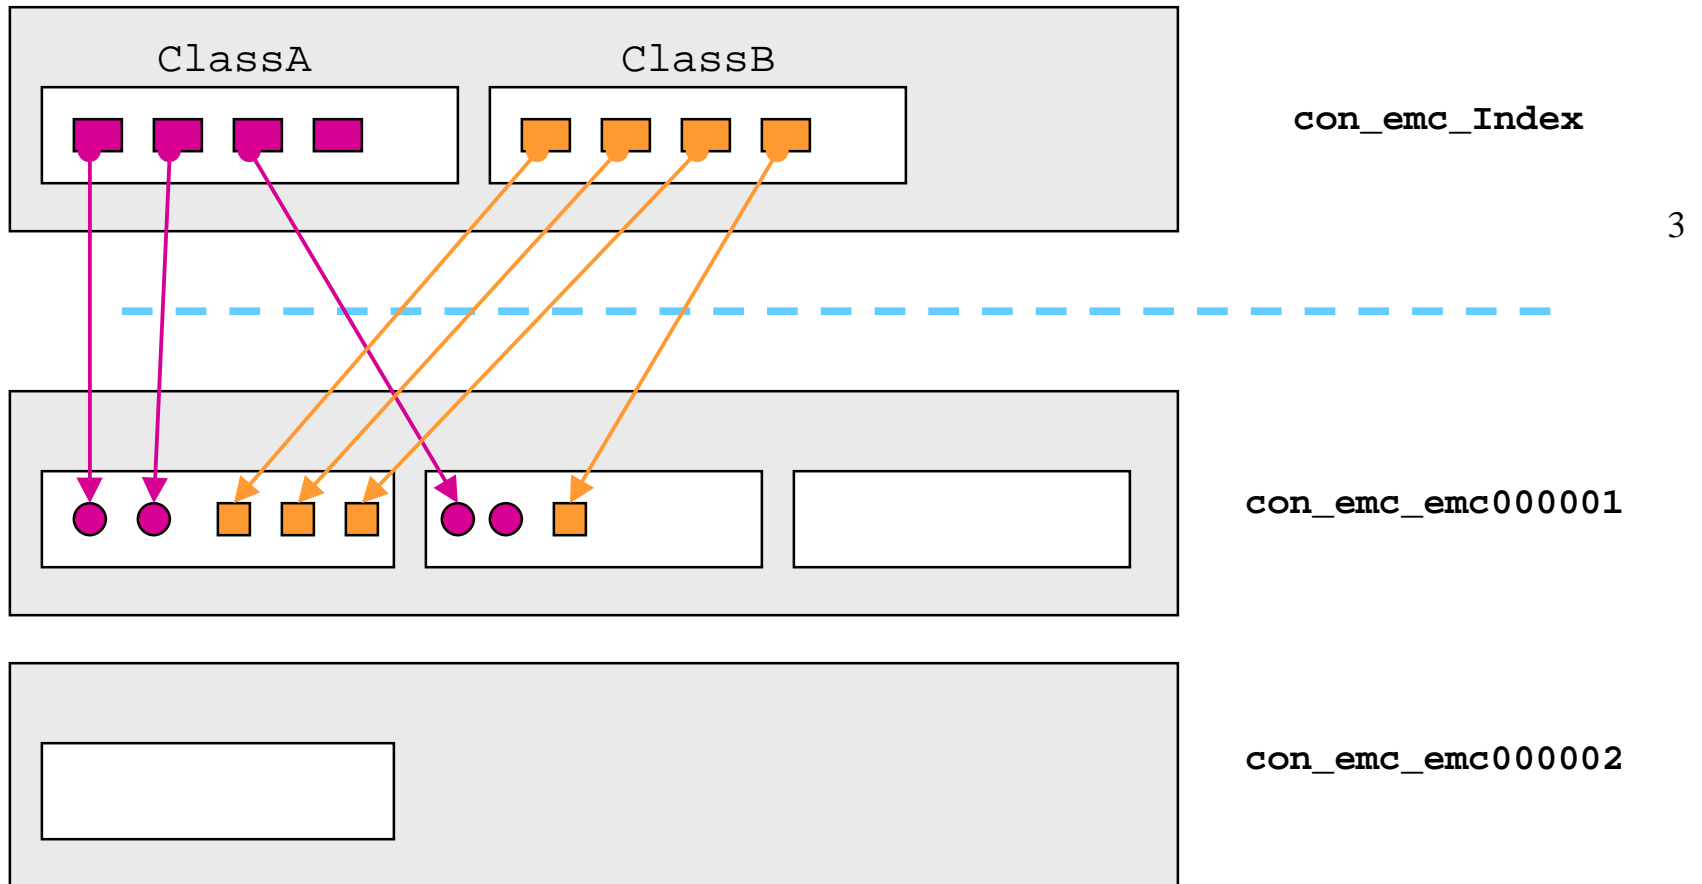 ClassA
ClassB
con_emc_Index
3
con_emc_emc000001
con_emc_emc000002